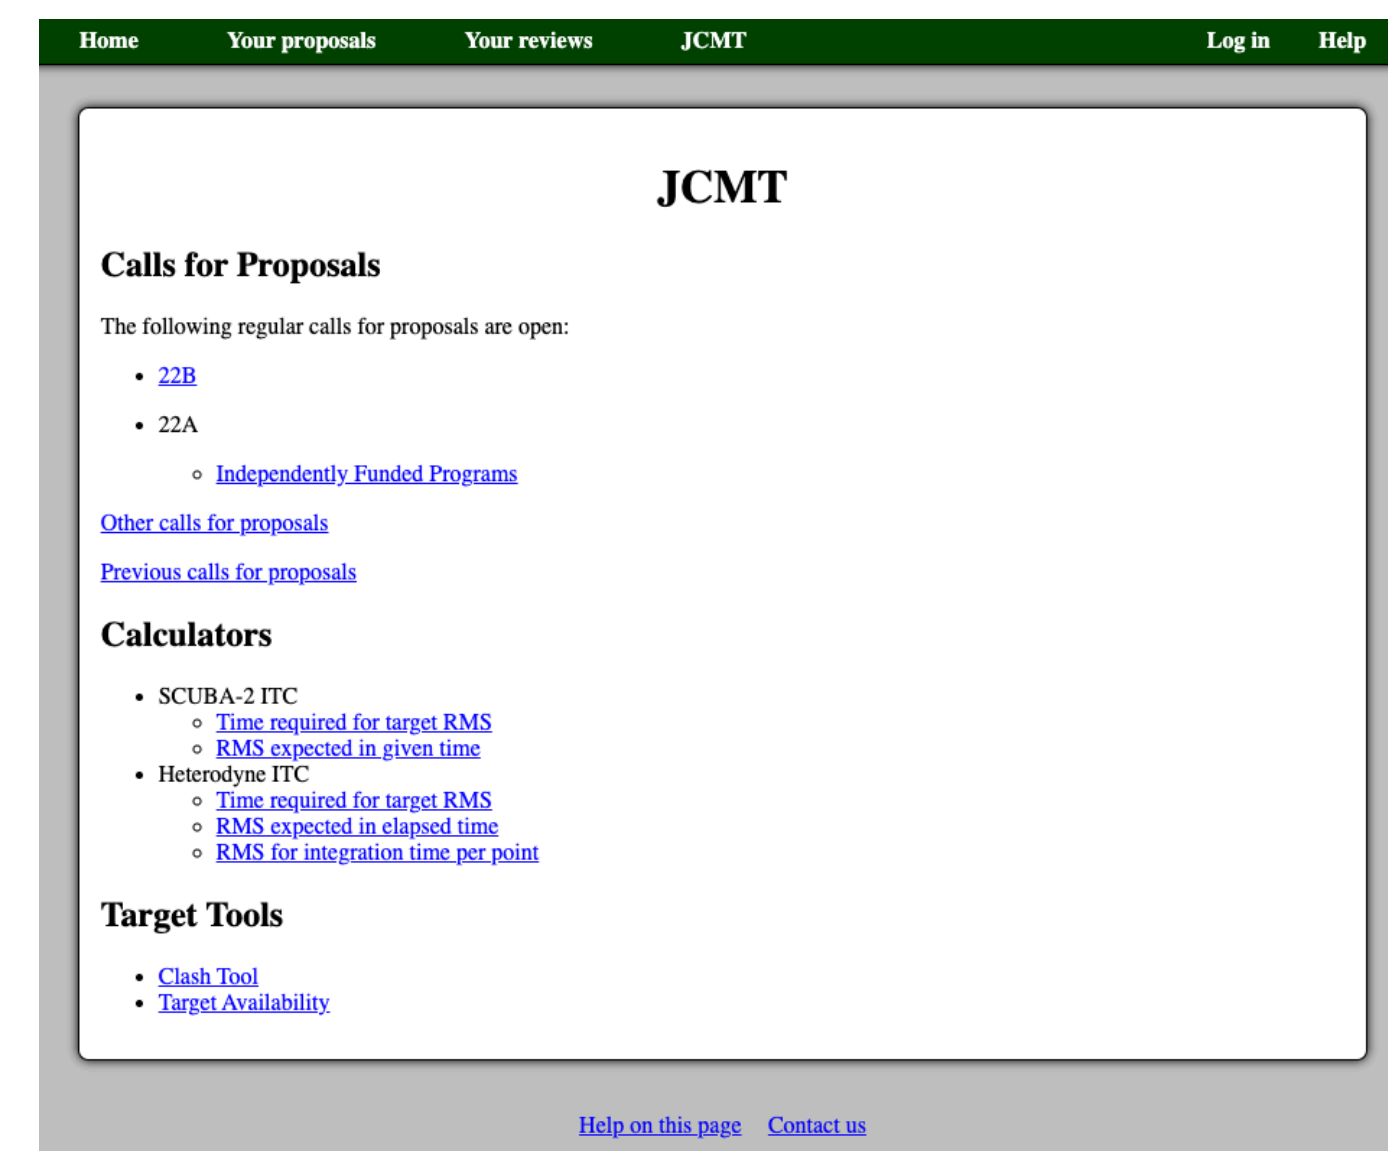 Home Your proposals Your reviews JCMT Log in Help
JCMT
Calls for Proposals
The following regular calls for proposals are open:
22B
22A
Independently Funded Programs
Other calls for proposals
Previous calls for proposals
Calculators
SCUBA-2 ITC
Time required for target RMS
RMS expected in given time
Heterodyne ITC
Time required for target RMS
RMS expected in elapsed time
RMS for integration time per point
Target Tools
Clash Tool
Target Availability
Help on this page Contact us